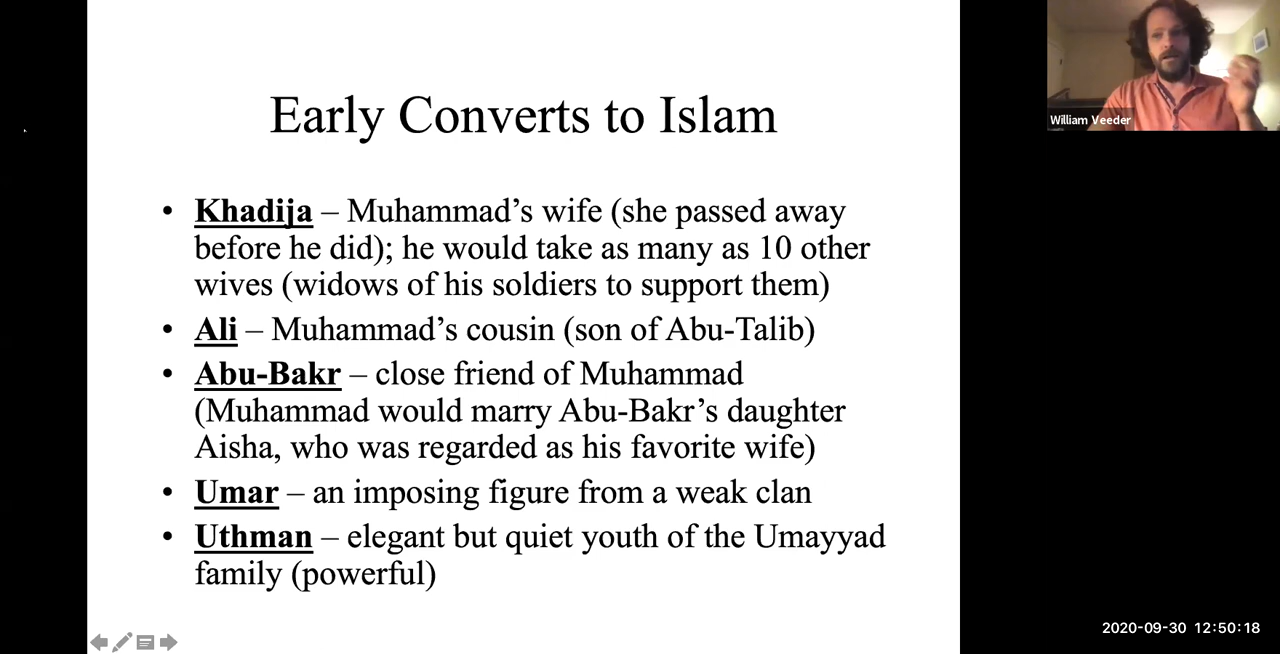 Early Converts to Islam
• Khadija – Muhammad's wife (she passed away
before he did); he would take as many as 10 other
wives (widows of his soldiers to support them)
• Ali – Muhammad's cousin (son of Abu-Talib)
• Abu-Bakr – close friend of Muhammad
(Muhammad would marry Abu-Bakr's daughter
Aisha, who was regarded as his favorite wife)
• Umar – an imposing figure from a weak clan
• Uthman – elegant but quiet youth of the Umayyad
family (powerful)
William Veeder
2020-09-30 12:50:18